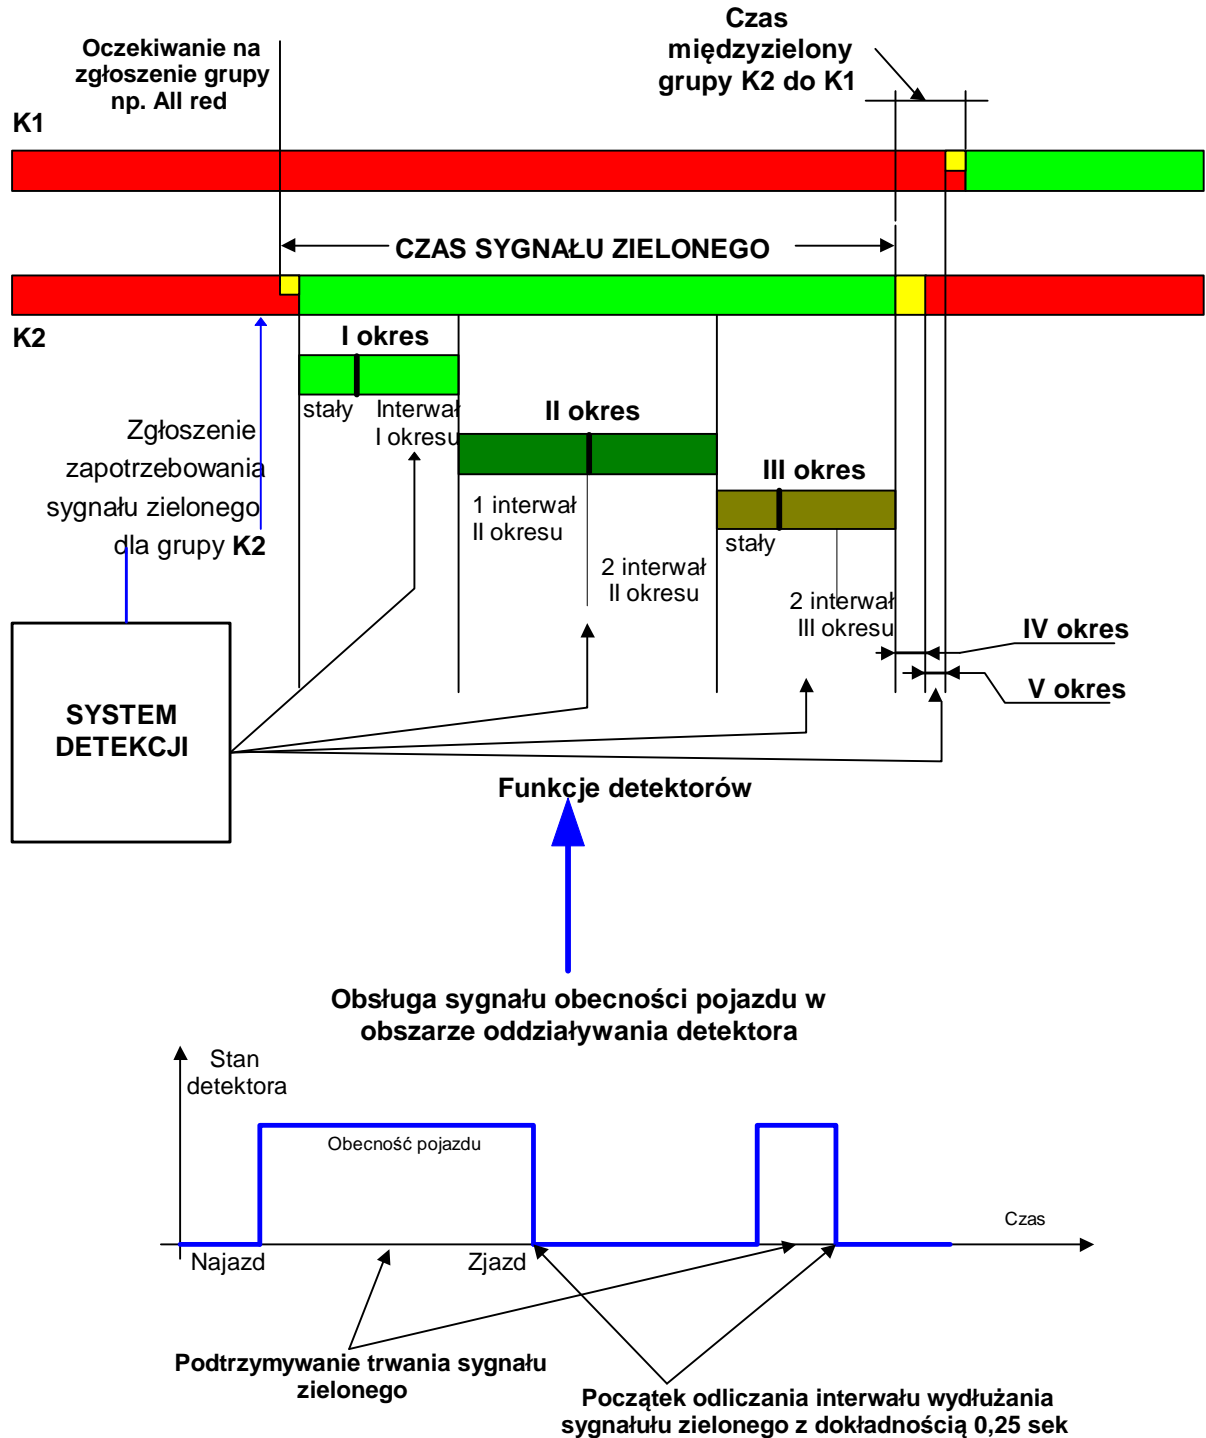 Oczekiwanie na
zgłoszenie grupy
np. All red
Czas
międzyzielony
grupy K2 do K1
K1
CZAS SYGNAŁU ZIELONEGO
K2
I okres
stały
Interwał
I okresu
II okres
1 interwał
II okresu
2 interwał
II okresu
III okres
stały
2 interwał
III okresu
IV okres
V okres
Zgłoszenie
zapotrzebowania
sygnału zielonego
dla grupy K2
SYSTEM
DETEKCJI
Funkcje detektorów
Obsługa sygnału obecności pojazdu w
obszarze oddziaływania detektora
Stan
detektora
Obecność pojazdu
Czas
Najazd
Zjazd
Podtrzymywanie trwania sygnału
zielonego
Początek odliczania interwału wydłużania
sygnałułu zielonego z dokładnością 0,25 sek